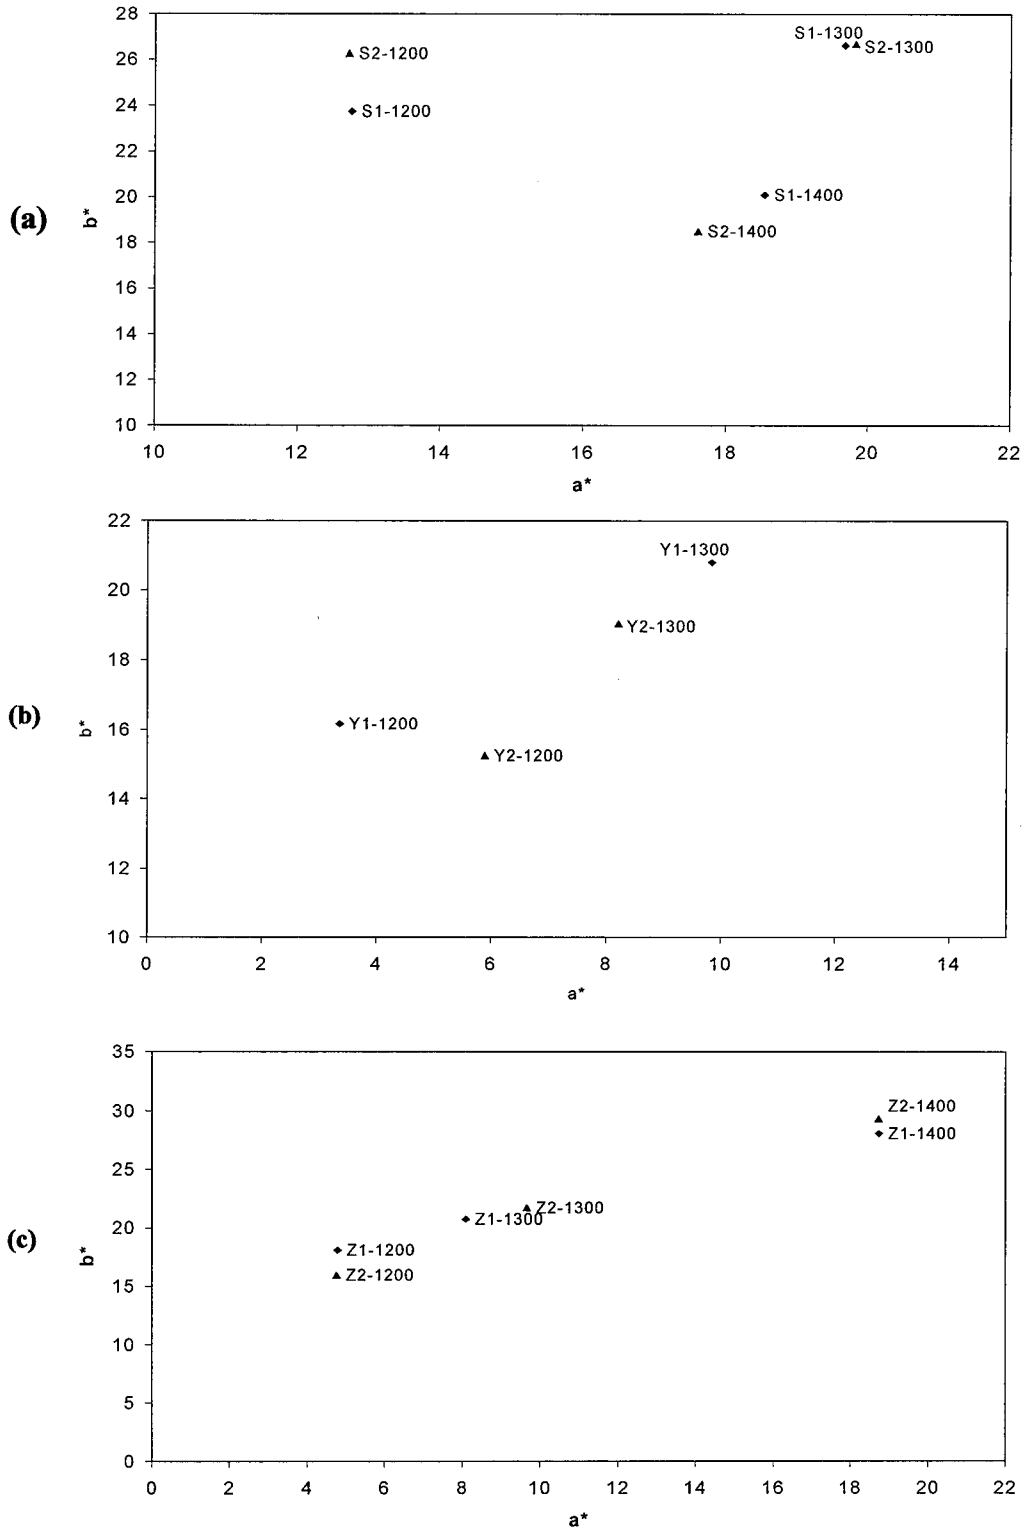 28
26
24
22
20
18
16
14
12
10
(a)
b*
S2-1200
S1-1200
S1-1300
S2-1300
S1-1400
S2-1400
10 12 14 16 18 20 22
a*
22
20
18
16
14
12
10
(b)
b*
Y1-1300
Y2-1300
Y1-1200
Y2-1200
0 2 4 6 8 10 12 14
a*
35
30
25
20
15
10
5
0
(c)
b*
Z2-1400
Z1-1400
Z2-1300
Z1-1300
Z1-1200
Z2-1200
0 2 4 6 8 10 12 14 16 18 20 22
a*